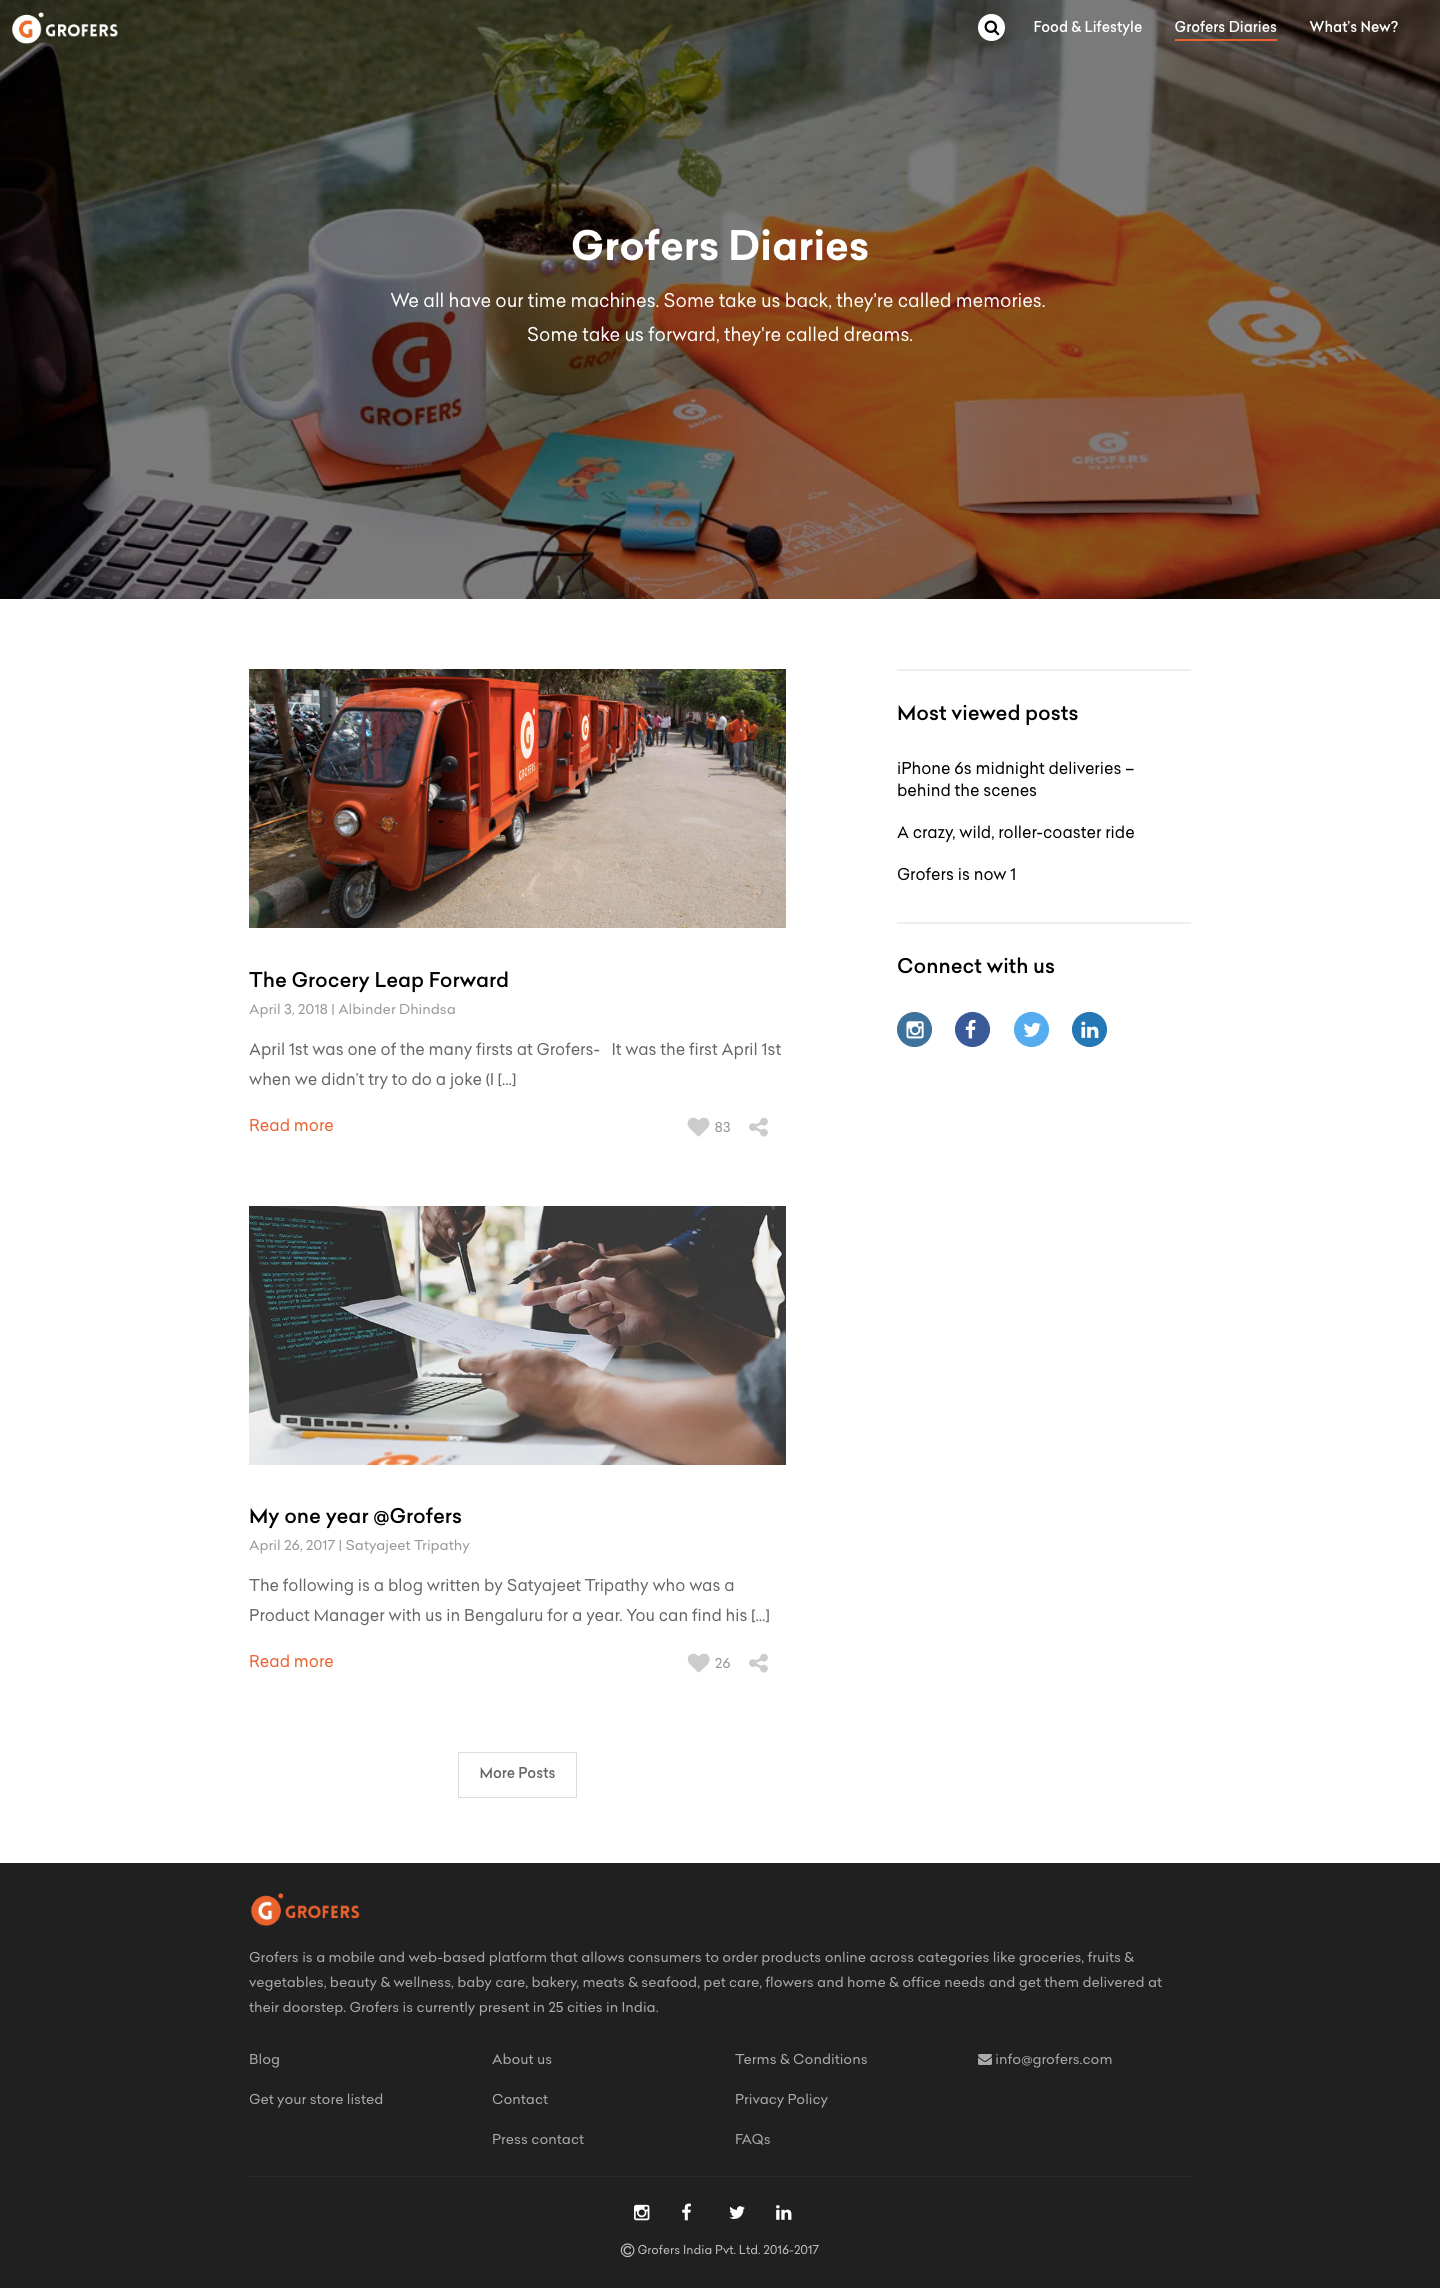 GROFERS
Food & Lifestyle
Grofers Diaries
What's New?
Grofers Diaries
We all have our time machines. Some take us back, they're called memories.
Some take us forward, they're called dreams.
GROFERS
GROFERS
GROFERS
GROFERS
Most viewed posts
iPhone 6s midnight deliveries –
behind the scenes
A crazy, wild, roller-coaster ride
Grofers is now 1
Connect with us
GROFERS
The Grocery Leap Forward
April 3, 2018 | Albinder Dhindsa
April 1st was one of the many firsts at Grofers- It was the first April 1st
when we didn't try to do a joke (I [...]
Read more
83
My one year @Grofers
April 26, 2017 | Satyajeet Tripathy
The following is a blog written by Satyajeet Tripathy who was a
Product Manager with us in Bengaluru for a year. You can find his [...]
Read more
26
More Posts
GROFERS
Grofers is a mobile and web-based platform that allows consumers to order products online across categories like groceries, fruits &
vegetables, beauty & wellness, baby care, bakery, meats & seafood, pet care, flowers and home & office needs and get them delivered at
their doorstep. Grofers is currently present in 25 cities in India.
Blog
About us
Terms & Conditions
info@grofers.com
Get your store listed
Contact
Privacy Policy
Press contact
FAQs
© Grofers India Pvt. Ltd. 2016-2017